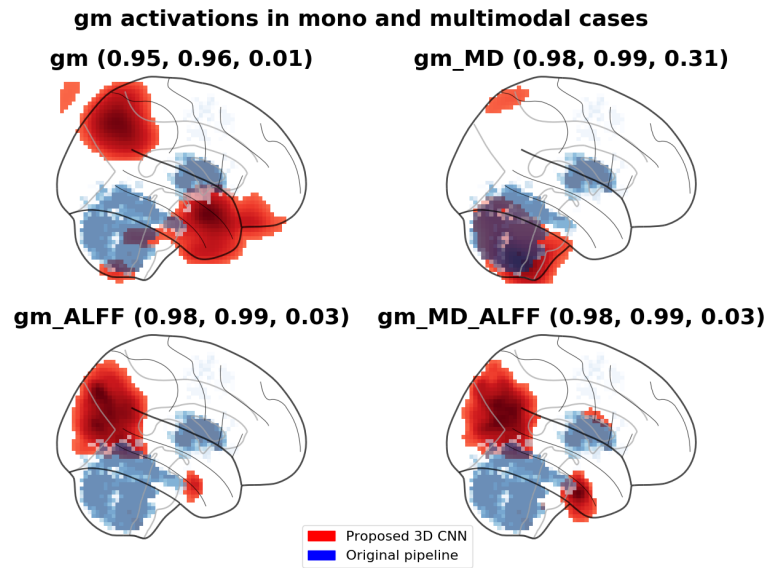 gm activations in mono and multimodal cases
gm (0.95, 0.96, 0.01)
gm_MD (0.98, 0.99, 0.31)
gm_ALFF (0.98, 0.99, 0.03)
gm_MD_ALFF (0.98, 0.99, 0.03)
Proposed 3D CNN
Original pipeline